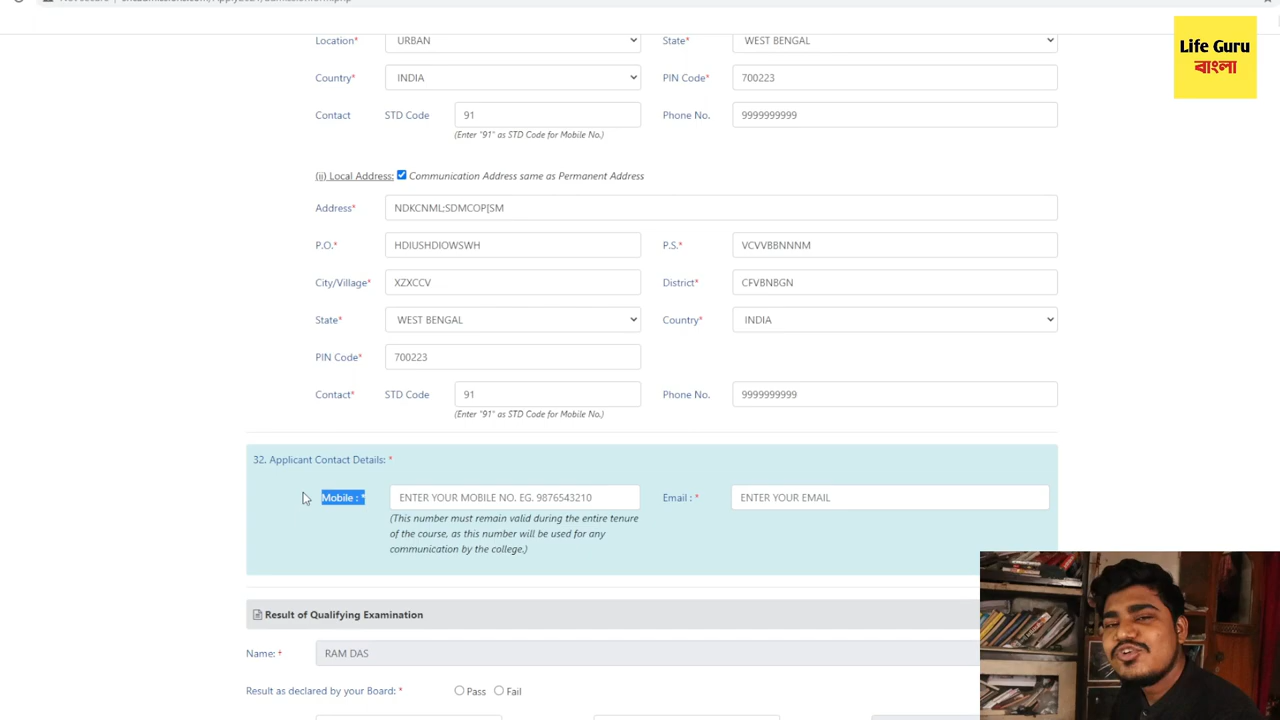 Life Guru
বাংলা
Location* URBAN State* WEST BENGAL
Country* INDIA PIN Code* 700223
Contact STD Code 91 Phone No. 9999999999
(Enter "91" as STD Code for Mobile No.)
(ii) Local Address: Communication Address same as Permanent Address
Address* NDKCNML;SDMCOP[SM
P.O.* HDIUSHDIOWSWH P.S.* VCVVBBNNNM
City/Village* XZXCCV District* CFVBNBGN
State* WEST BENGAL Country* INDIA
PIN Code* 700223
Contact* STD Code 91 Phone No. 9999999999
(Enter "91" as STD Code for Mobile No.)
32. Applicant Contact Details: *
Mobile : * ENTER YOUR MOBILE NO. EG. 9876543210 Email : * ENTER YOUR EMAIL
(This number must remain valid during the entire tenure
of the course, as this number will be used for any
communication by the college.)
Result of Qualifying Examination
Name: * RAM DAS
Result as declared by your Board: * Pass Fail